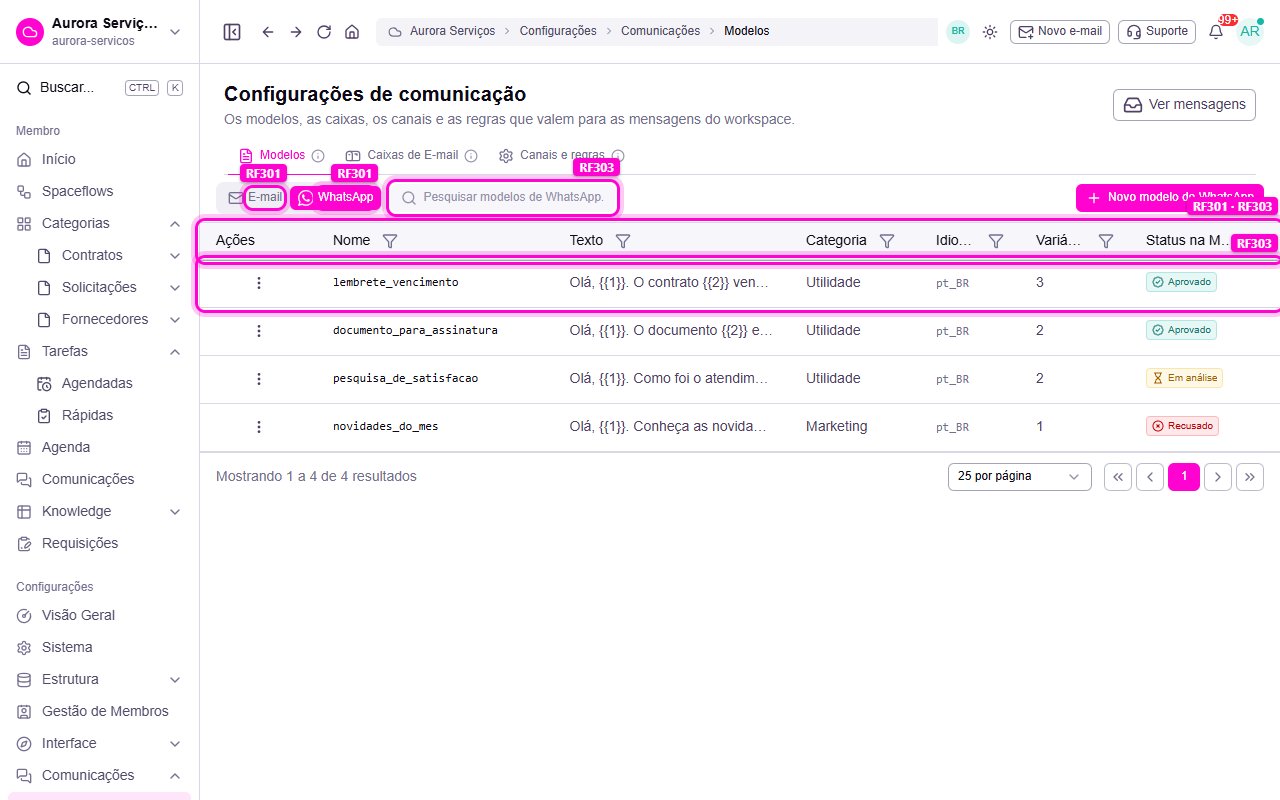 Aurora Serviç...
aurora-servicos
Aurora Serviços
Configurações
Comunicações
Modelos
BR
Novo e-mail
Suporte
99+
AR
Buscar...
CTRL
K
Membro
Início
Spaceflows
Categorias
Contratos
Solicitações
Fornecedores
Tarefas
Agendadas
Rápidas
Agenda
Comunicações
Knowledge
Requisições
Configurações
Visão Geral
Sistema
Estrutura
Gestão de Membros
Interface
Comunicações
Configurações de comunicação
Os modelos, as caixas, os canais e as regras que valem para as mensagens do workspace.
Ver mensagens
Modelos
Caixas de E-mail
Canais e regras
RF301
RF301
RF303
E-mail
WhatsApp
Pesquisar modelos de WhatsApp.
Novo modelo de WhatsApp
RF301 - RF303
RF303
Ações Nome Texto Categoria Idio... Variá... Status na M...
lembrete_vencimento Olá, {{1}}. O contrato {{2}} ven... Utilidade pt_BR 3 Aprovado
documento_para_assinatura Olá, {{1}}. O documento {{2}} e... Utilidade pt_BR 2 Aprovado
pesquisa_de_satisfacao Olá, {{1}}. Como foi o atendim... Utilidade pt_BR 2 Em análise
novidades_do_mes Olá, {{1}}. Conheça as novida... Marketing pt_BR 1 Recusado
Mostrando 1 a 4 de 4 resultados
25 por página
1